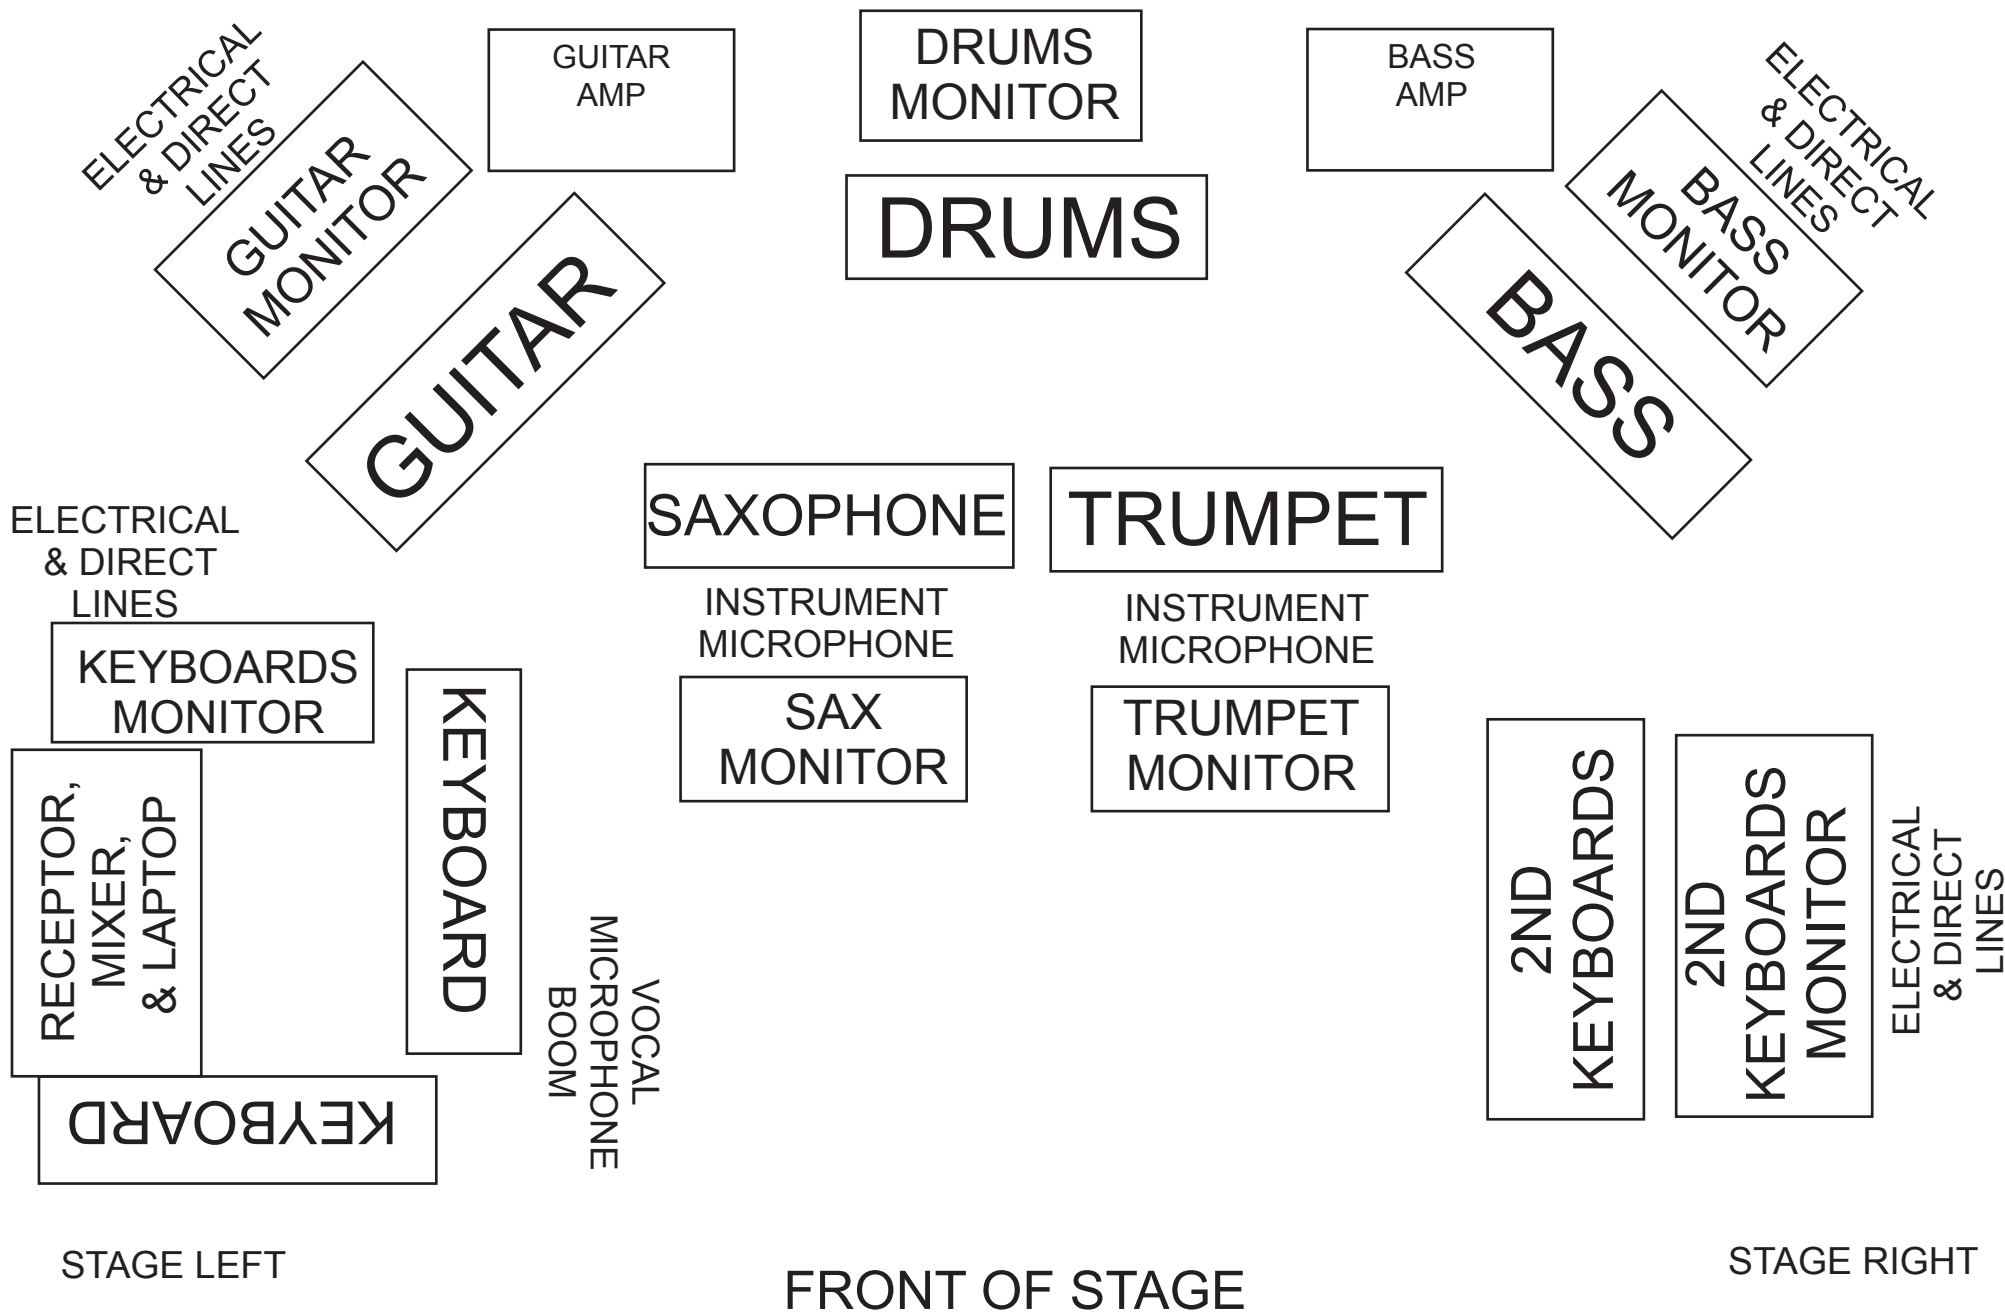 ELECTRICAL
& DIRECT
LINES
GUITAR
MONITOR
GUITAR
AMP
DRUMS
MONITOR
BASS
AMP
ELECTRICAL
& DIRECT
LINES
BASS
MONITOR
GUITAR
DRUMS
BASS
ELECTRICAL
& DIRECT
LINES
SAXOPHONE
TRUMPET
INSTRUMENT
MICROPHONE
INSTRUMENT
MICROPHONE
KEYBOARDS
MONITOR
KEYBOARD
SAX
MONITOR
TRUMPET
MONITOR
2ND
KEYBOARDS
2ND
KEYBOARDS
MONITOR
ELECTRICAL
& DIRECT
LINES
RECEPTOR,
MIXER,
& LAPTOP
VOCAL
MICROPHONE
BOOM
KEYBOARD
STAGE LEFT
FRONT OF STAGE
STAGE RIGHT